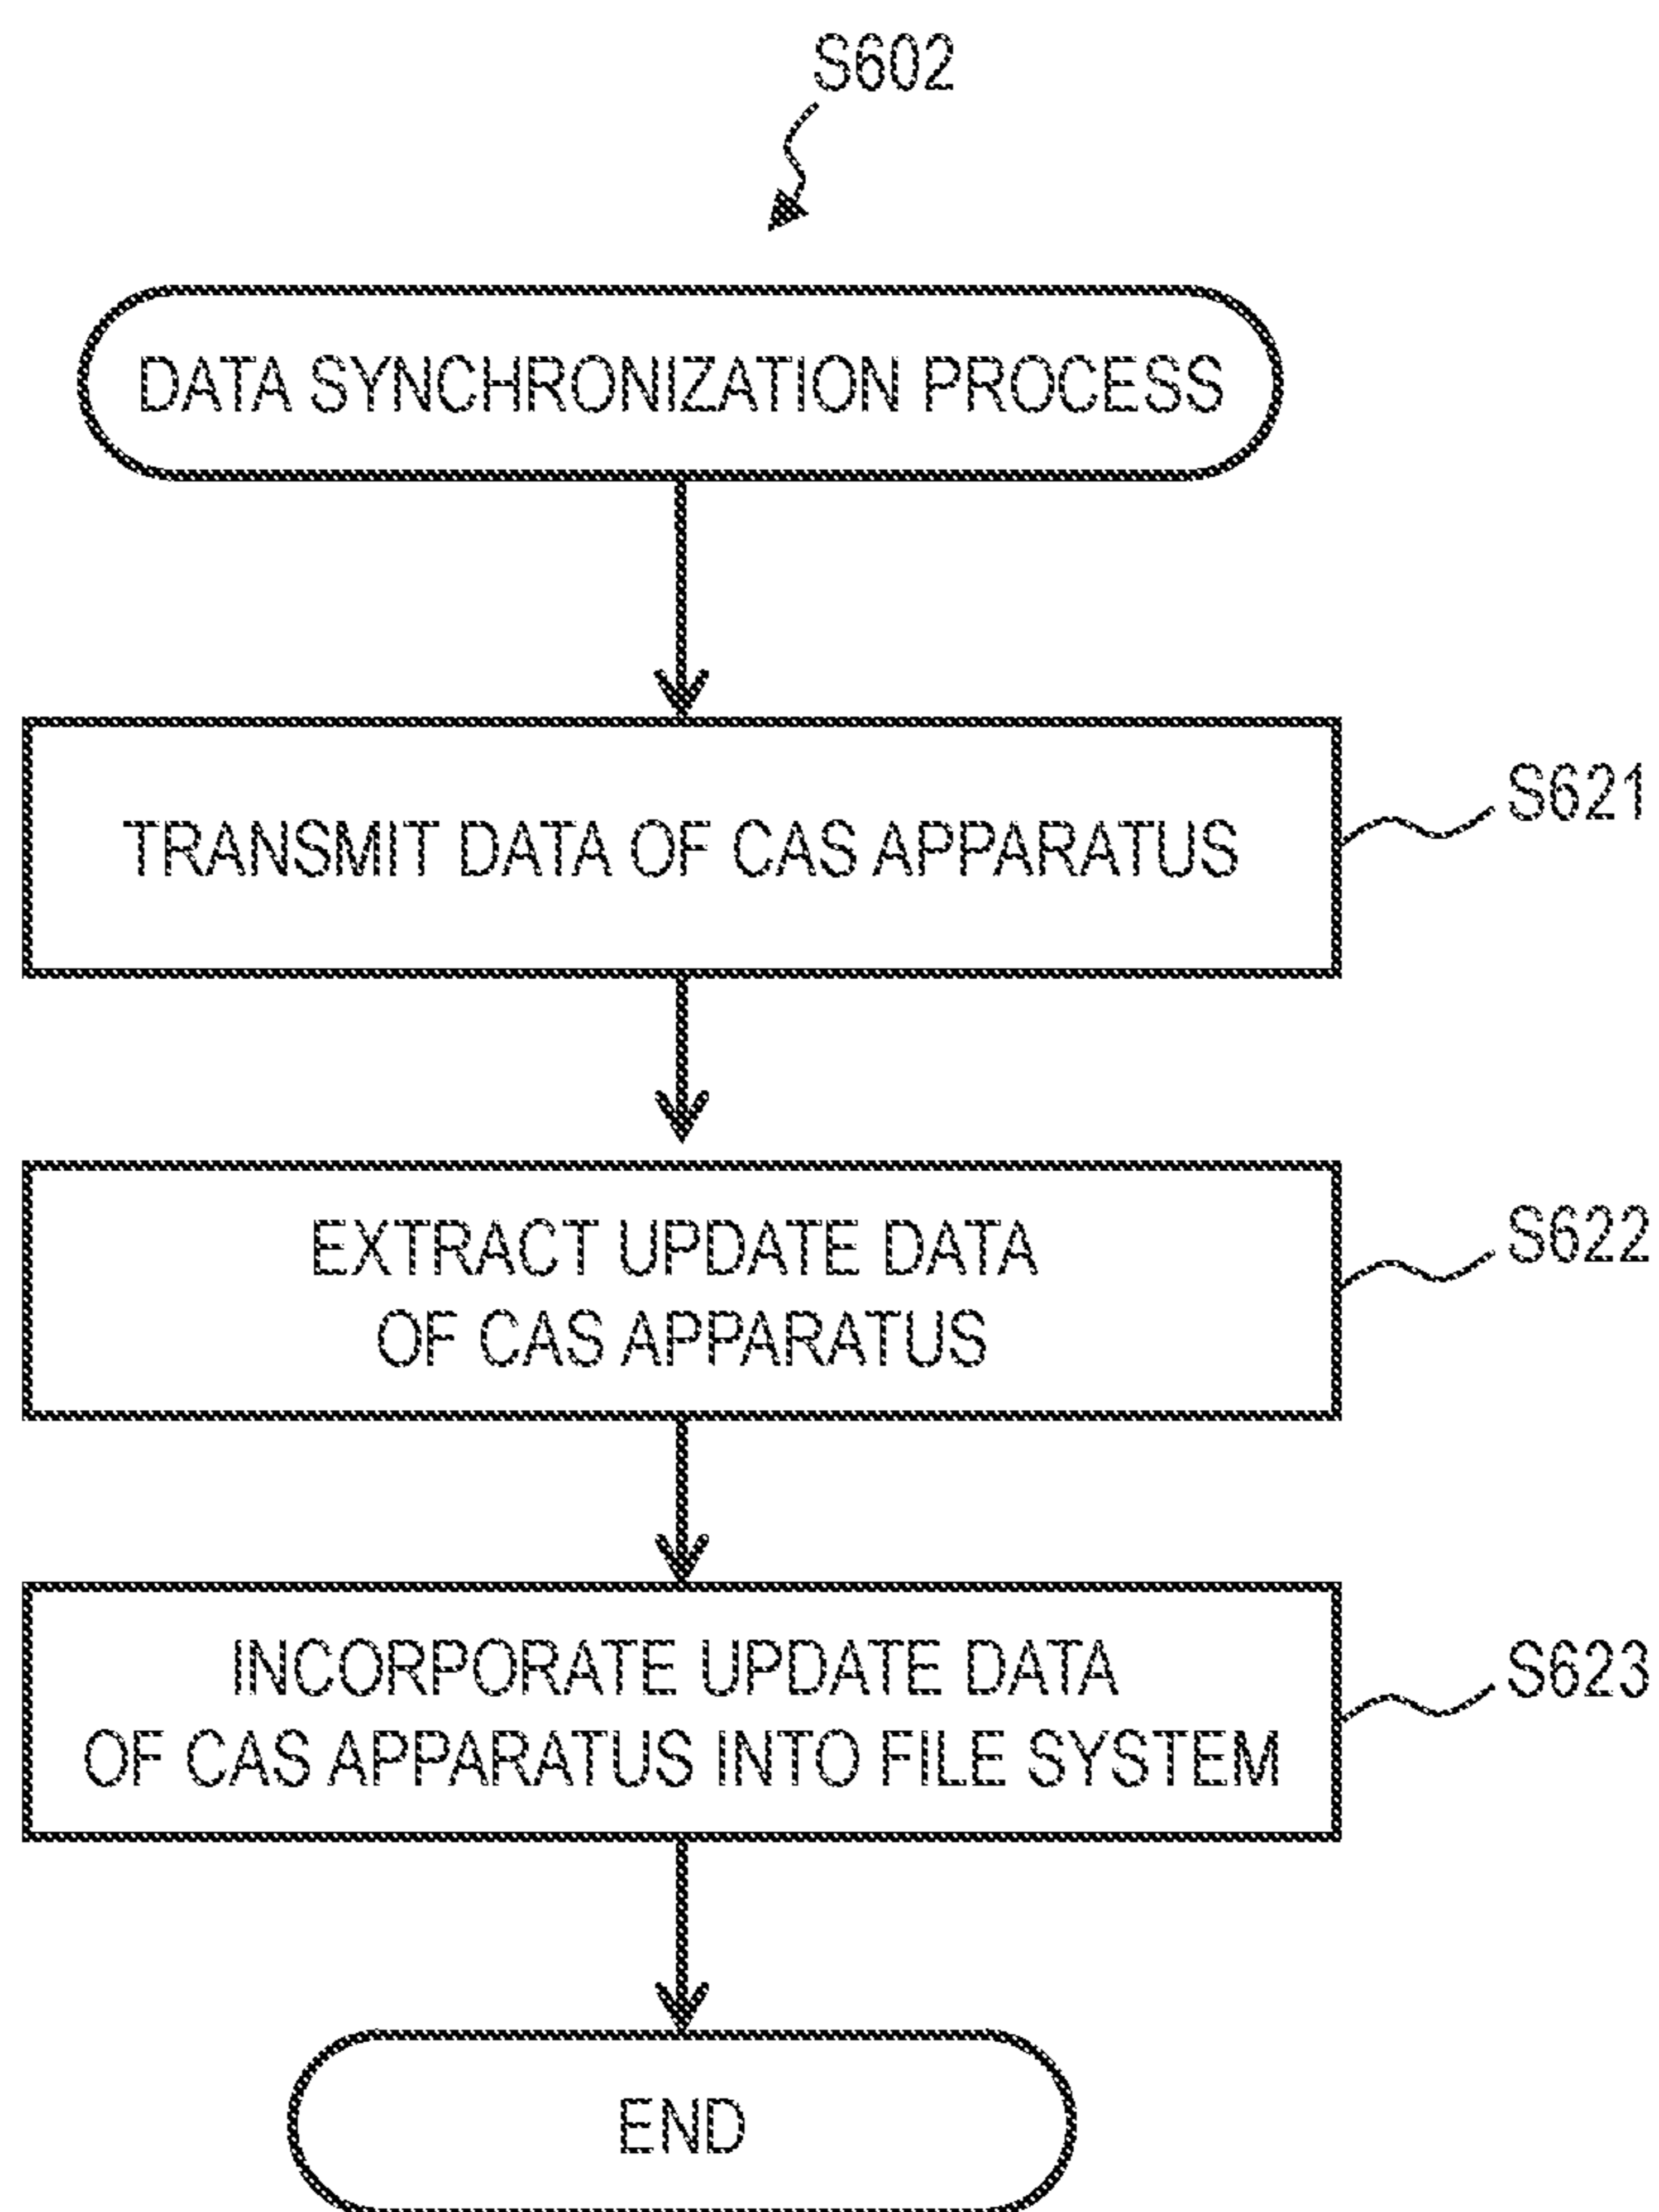 S602
DATA SYNCHRONIZATION PROCESS
TRANSMIT DATA OF CAS APPARATUS
S621
EXTRACT UPDATE DATA
OF CAS APPARATUS
S622
INCORPORATE UPDATE DATA
OF CAS APPARATUS INTO FILE SYSTEM
S623
END